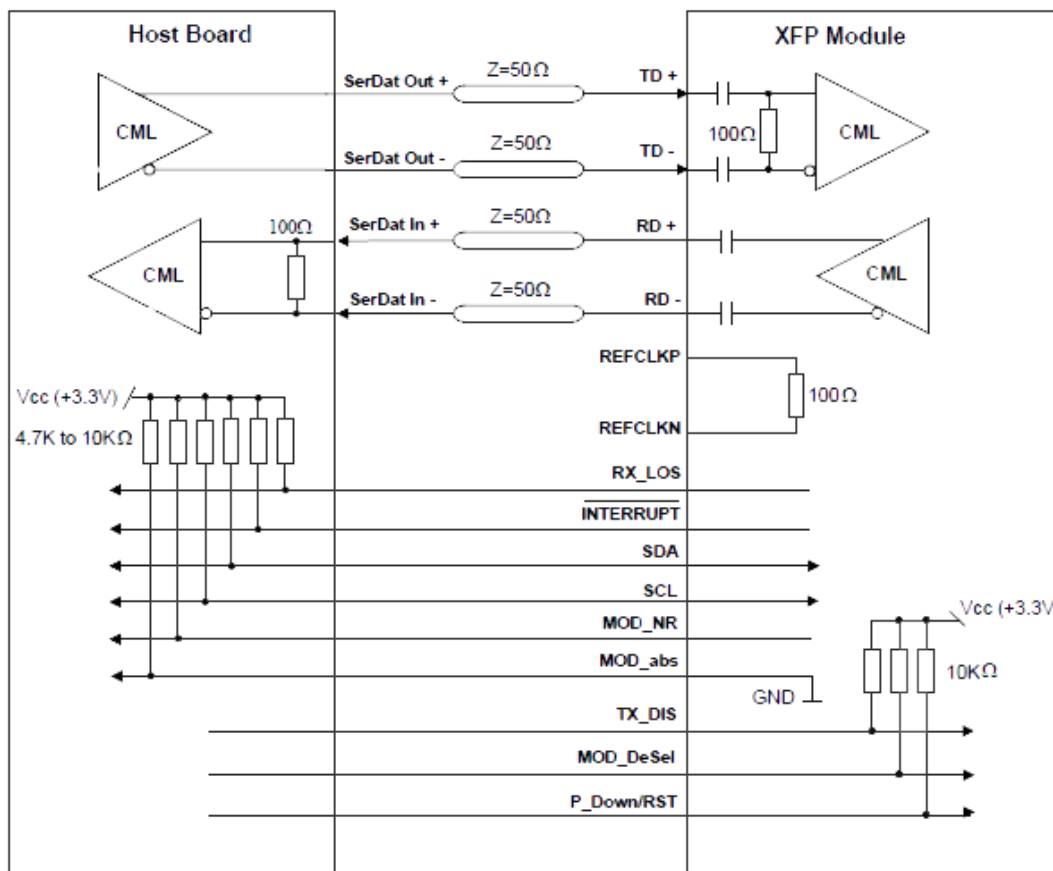 Host Board
XFP Module
SerDat Out +
Z=50Ω
TD +
CML
100Ω
CML
SerDat Out -
Z=50Ω
TD -
100Ω
SerDat In +
Z=50Ω
RD +
CML
CML
SerDat In -
Z=50Ω
RD -
REFCLKP
100Ω
REFCLKN
Vcc (+3.3V)
4.7K to 10KΩ
RX_LOS
INTERRUPT
SDA
SCL
MOD_NR
MOD_abs
Vcc (+3.3V
10KΩ
GND
TX_DIS
MOD_DeSel
P_Down/RST